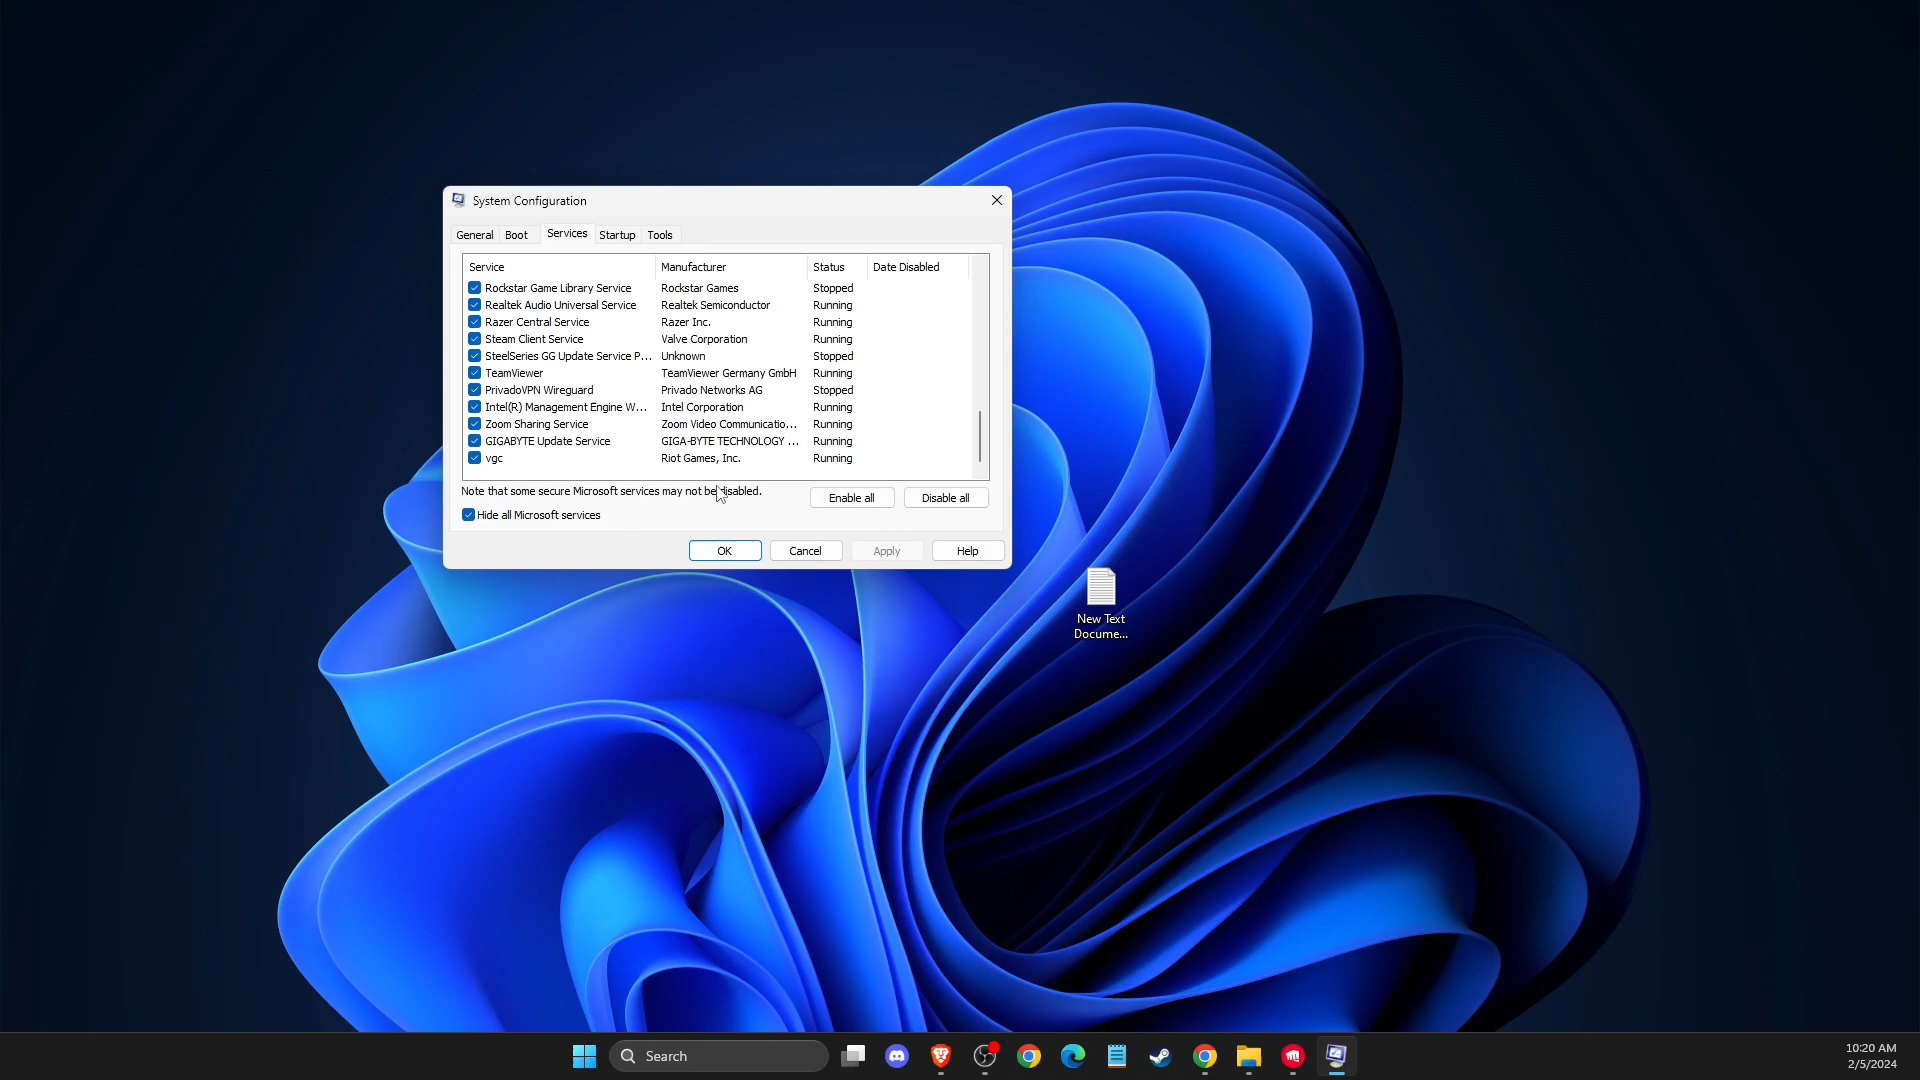 System Configuration
General Boot Services Startup Tools
Service Manufacturer Status Date Disabled
Rockstar Game Library Service Rockstar Games Stopped
Realtek Audio Universal Service Realtek Semiconductor Running
Razer Central Service Razer Inc. Running
Steam Client Service Valve Corporation Running
SteelSeries GG Update Service P... Unknown Stopped
TeamViewer TeamViewer Germany GmbH Running
PrivadoVPN Wireguard Privado Networks AG Stopped
Intel(R) Management Engine W... Intel Corporation Running
Zoom Sharing Service Zoom Video Communicatio... Running
GIGABYTE Update Service GIGA-BYTE TECHNOLOGY ... Running
vgc Riot Games, Inc. Running
Note that some secure Microsoft services may not be disabled.
Enable all Disable all
Hide all Microsoft services
OK Cancel Apply Help
New Text
Docume...
Search
10:20 AM
2/5/2024